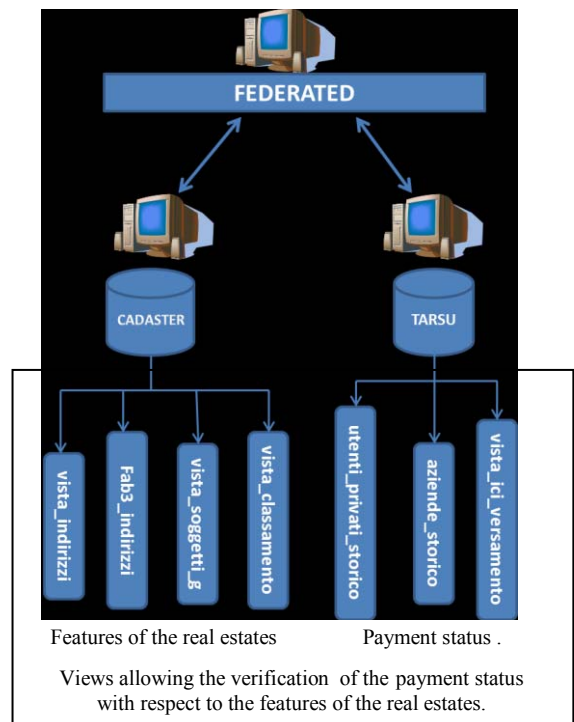 FEDERATED
CADASTER
TARSU
vista_indirizzi
Fab3_indirizzi
vista_soggetti_g
vista_classamento
utenti_privati_storico
aziende_storico
vista_ici_versamento
Features of the real estates
Payment status .
Views allowing the verification of the payment status
with respect to the features of the real estates.